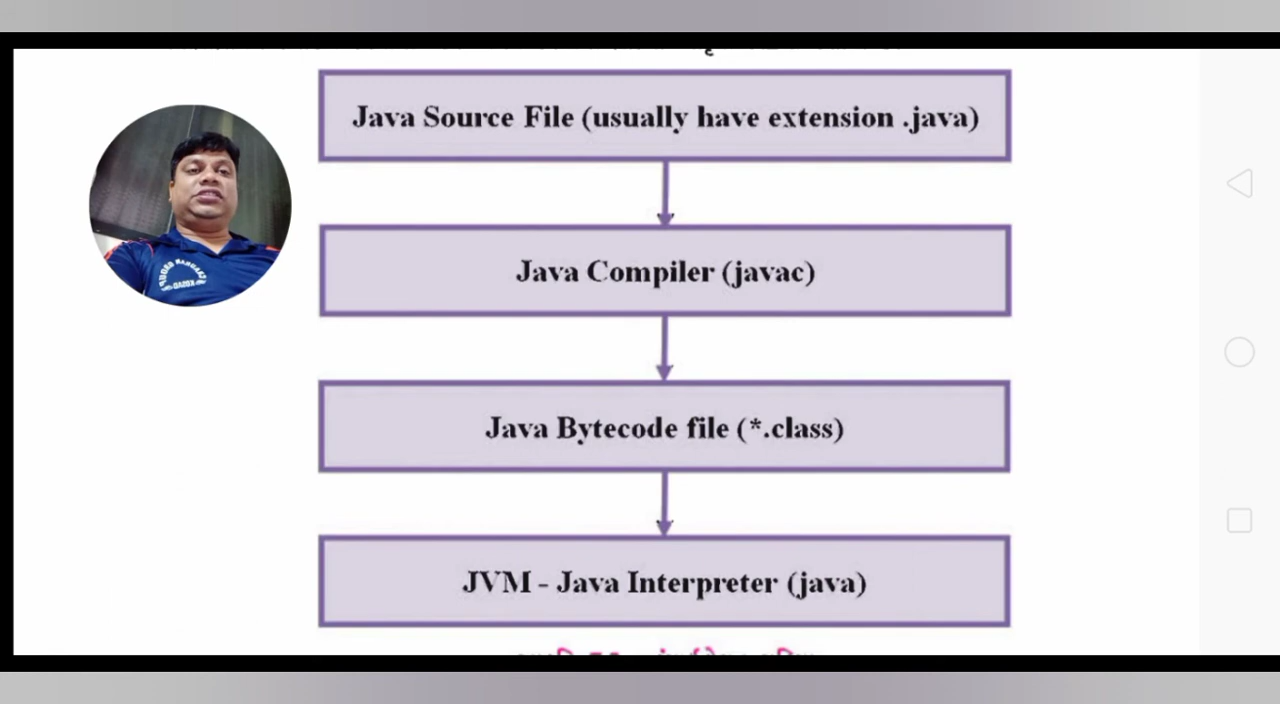 Java Source File (usually have extension .java)
Java Compiler (javac)
Java Bytecode file (*.class)
JVM - Java Interpreter (java)